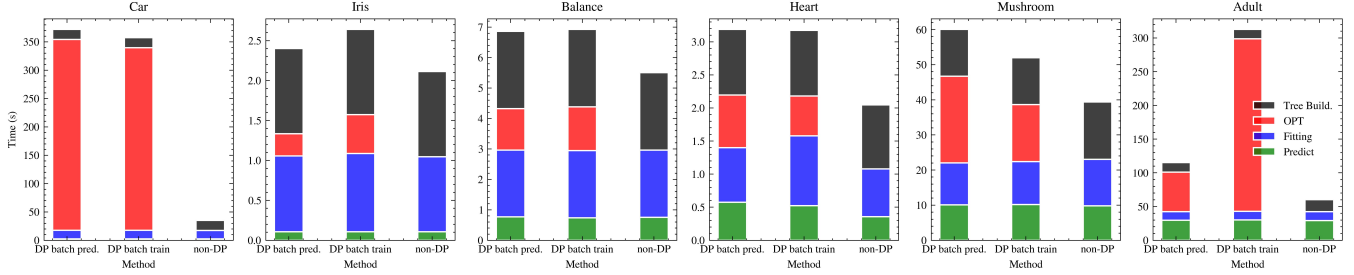 Car
Iris
Balance
Heart
Mushroom
Adult
Time (s)
350
300
250
200
150
100
50
0
DP batch pred.
DP batch train
non-DP
Method
2.5
2.0
1.5
1.0
0.5
0.0
DP batch pred.
DP batch train
non-DP
Method
7
6
5
4
3
2
1
0
DP batch pred.
DP batch train
non-DP
Method
3.0
2.5
2.0
1.5
1.0
0.5
0.0
DP batch pred.
DP batch train
non-DP
Method
60
50
40
30
20
10
0
DP batch pred.
DP batch train
non-DP
Method
300
250
200
150
100
50
0
DP batch pred.
DP batch train
non-DP
Method
Tree Build.
OPT
Fitting
Predict